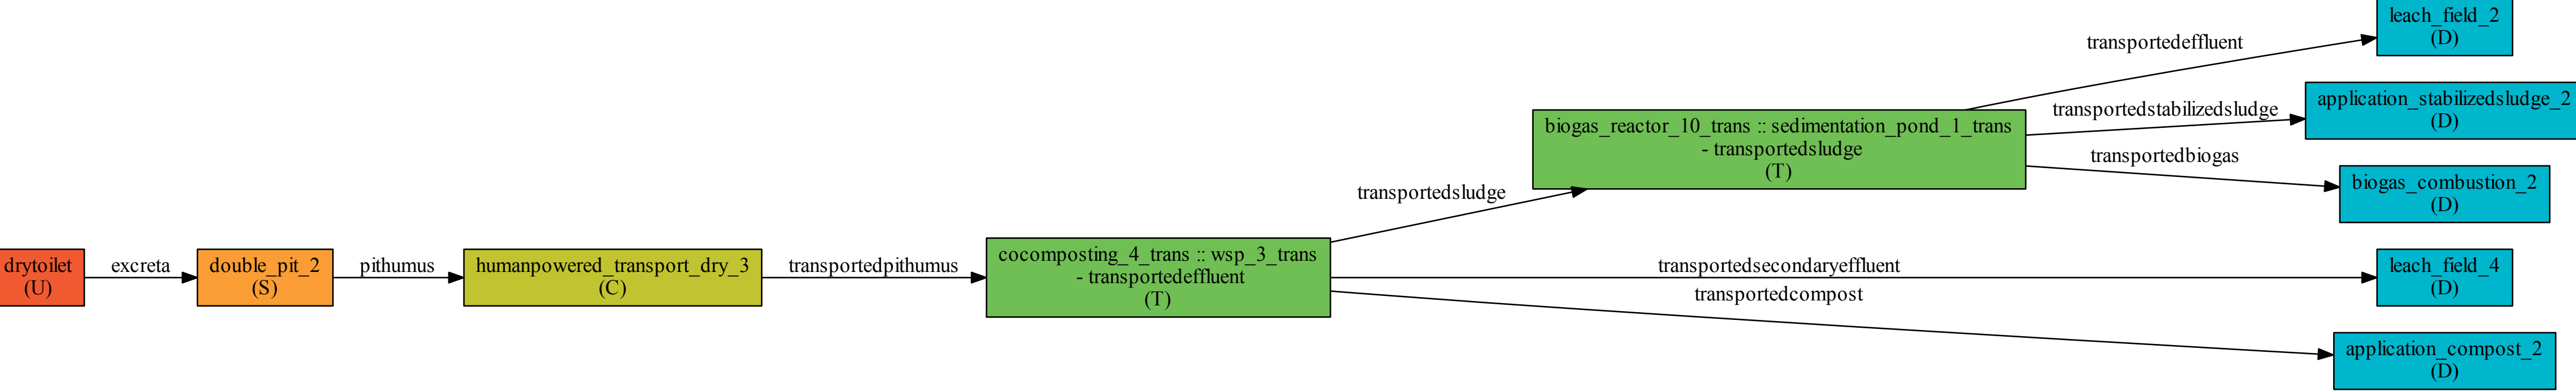 drytoilet
(U)
excreta
double_pit_2
(S)
pithumus
humanpowered_transport_dry_3
(C)
transportedpithumus
cocomposting_4_trans :: wsp_3_trans
- transportedeffluent
(T)
transportedsludge
biogas_reactor_10_trans :: sedimentation_pond_1_trans
- transportedsludge
(T)
transportedeffluent
leach_field_2
(D)
transportedstabilizedsludge
application_stabilizedsludge_2
(D)
transportedbiogas
biogas_combustion_2
(D)
transportedsecondaryeffluent
leach_field_4
(D)
transportedcompost
application_compost_2
(D)